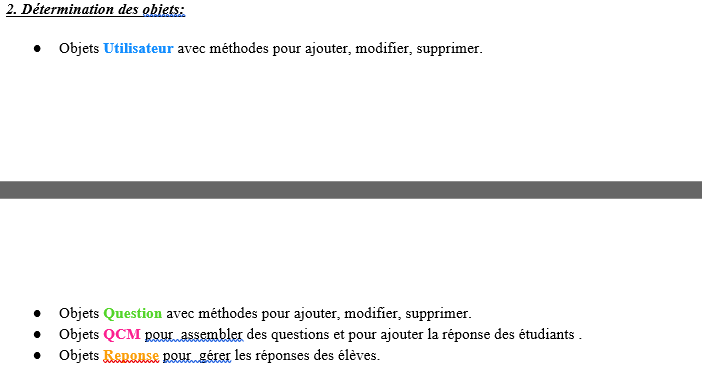 2. Détermination des objets:
● Objets Utilisateur avec méthodes pour ajouter, modifier, supprimer.
● Objets Question avec méthodes pour ajouter, modifier, supprimer.
● Objets QCM pour assembler des questions et pour ajouter la réponse des étudiants .
● Objets Reponse pour gérer les réponses des élèves.